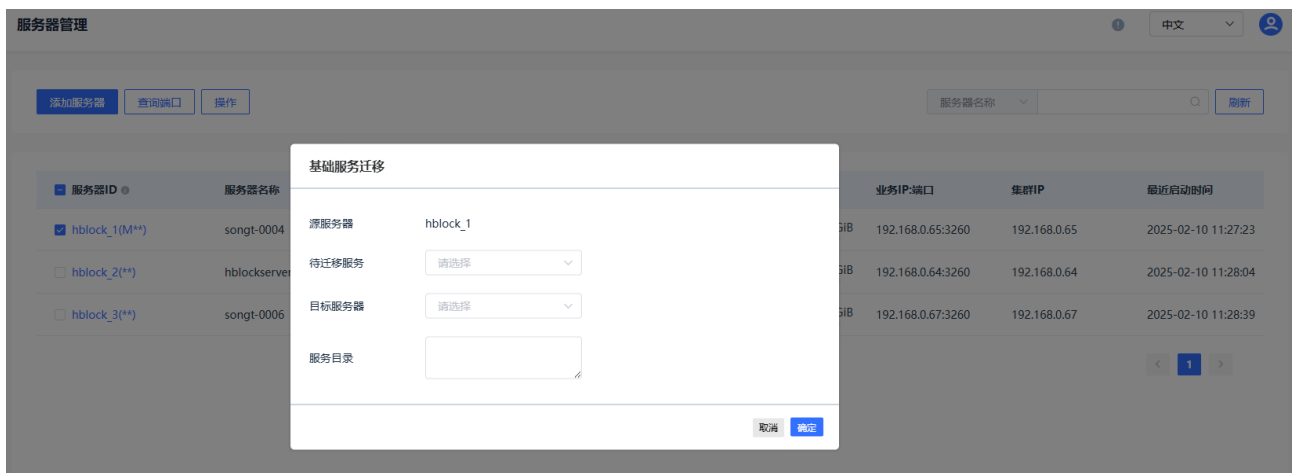 服务器管理
中文
添加服务器 查询端口 操作 服务器名称 刷新
基础服务迁移
服务器ID 服务器名称 业务IP:端口 集群IP 最近启动时间
源服务器 hblock_1
hblock_1(M**) songt-0004 GiB 192.168.0.65:3260 192.168.0.65 2025-02-10 11:27:23
待迁移服务 请选择
hblock_2(**) hblockserver GiB 192.168.0.64:3260 192.168.0.64 2025-02-10 11:28:04
目标服务器 请选择
hblock_3(**) songt-0006 GiB 192.168.0.67:3260 192.168.0.67 2025-02-10 11:28:39
服务目录
1
取消 确定